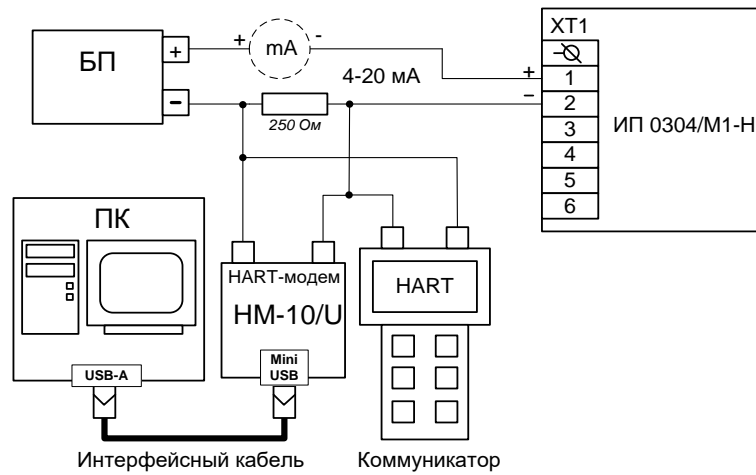 БП
+
−
+
mA
-
4-20 мА
250 Ом
+
−
XT1
1
2
3
4
5
6
ИП 0304/М1-Н
ПК
USB-A
HART-модем
НМ-10/U
Mini
USB
HART
Интерфейсный кабель
Коммуникатор